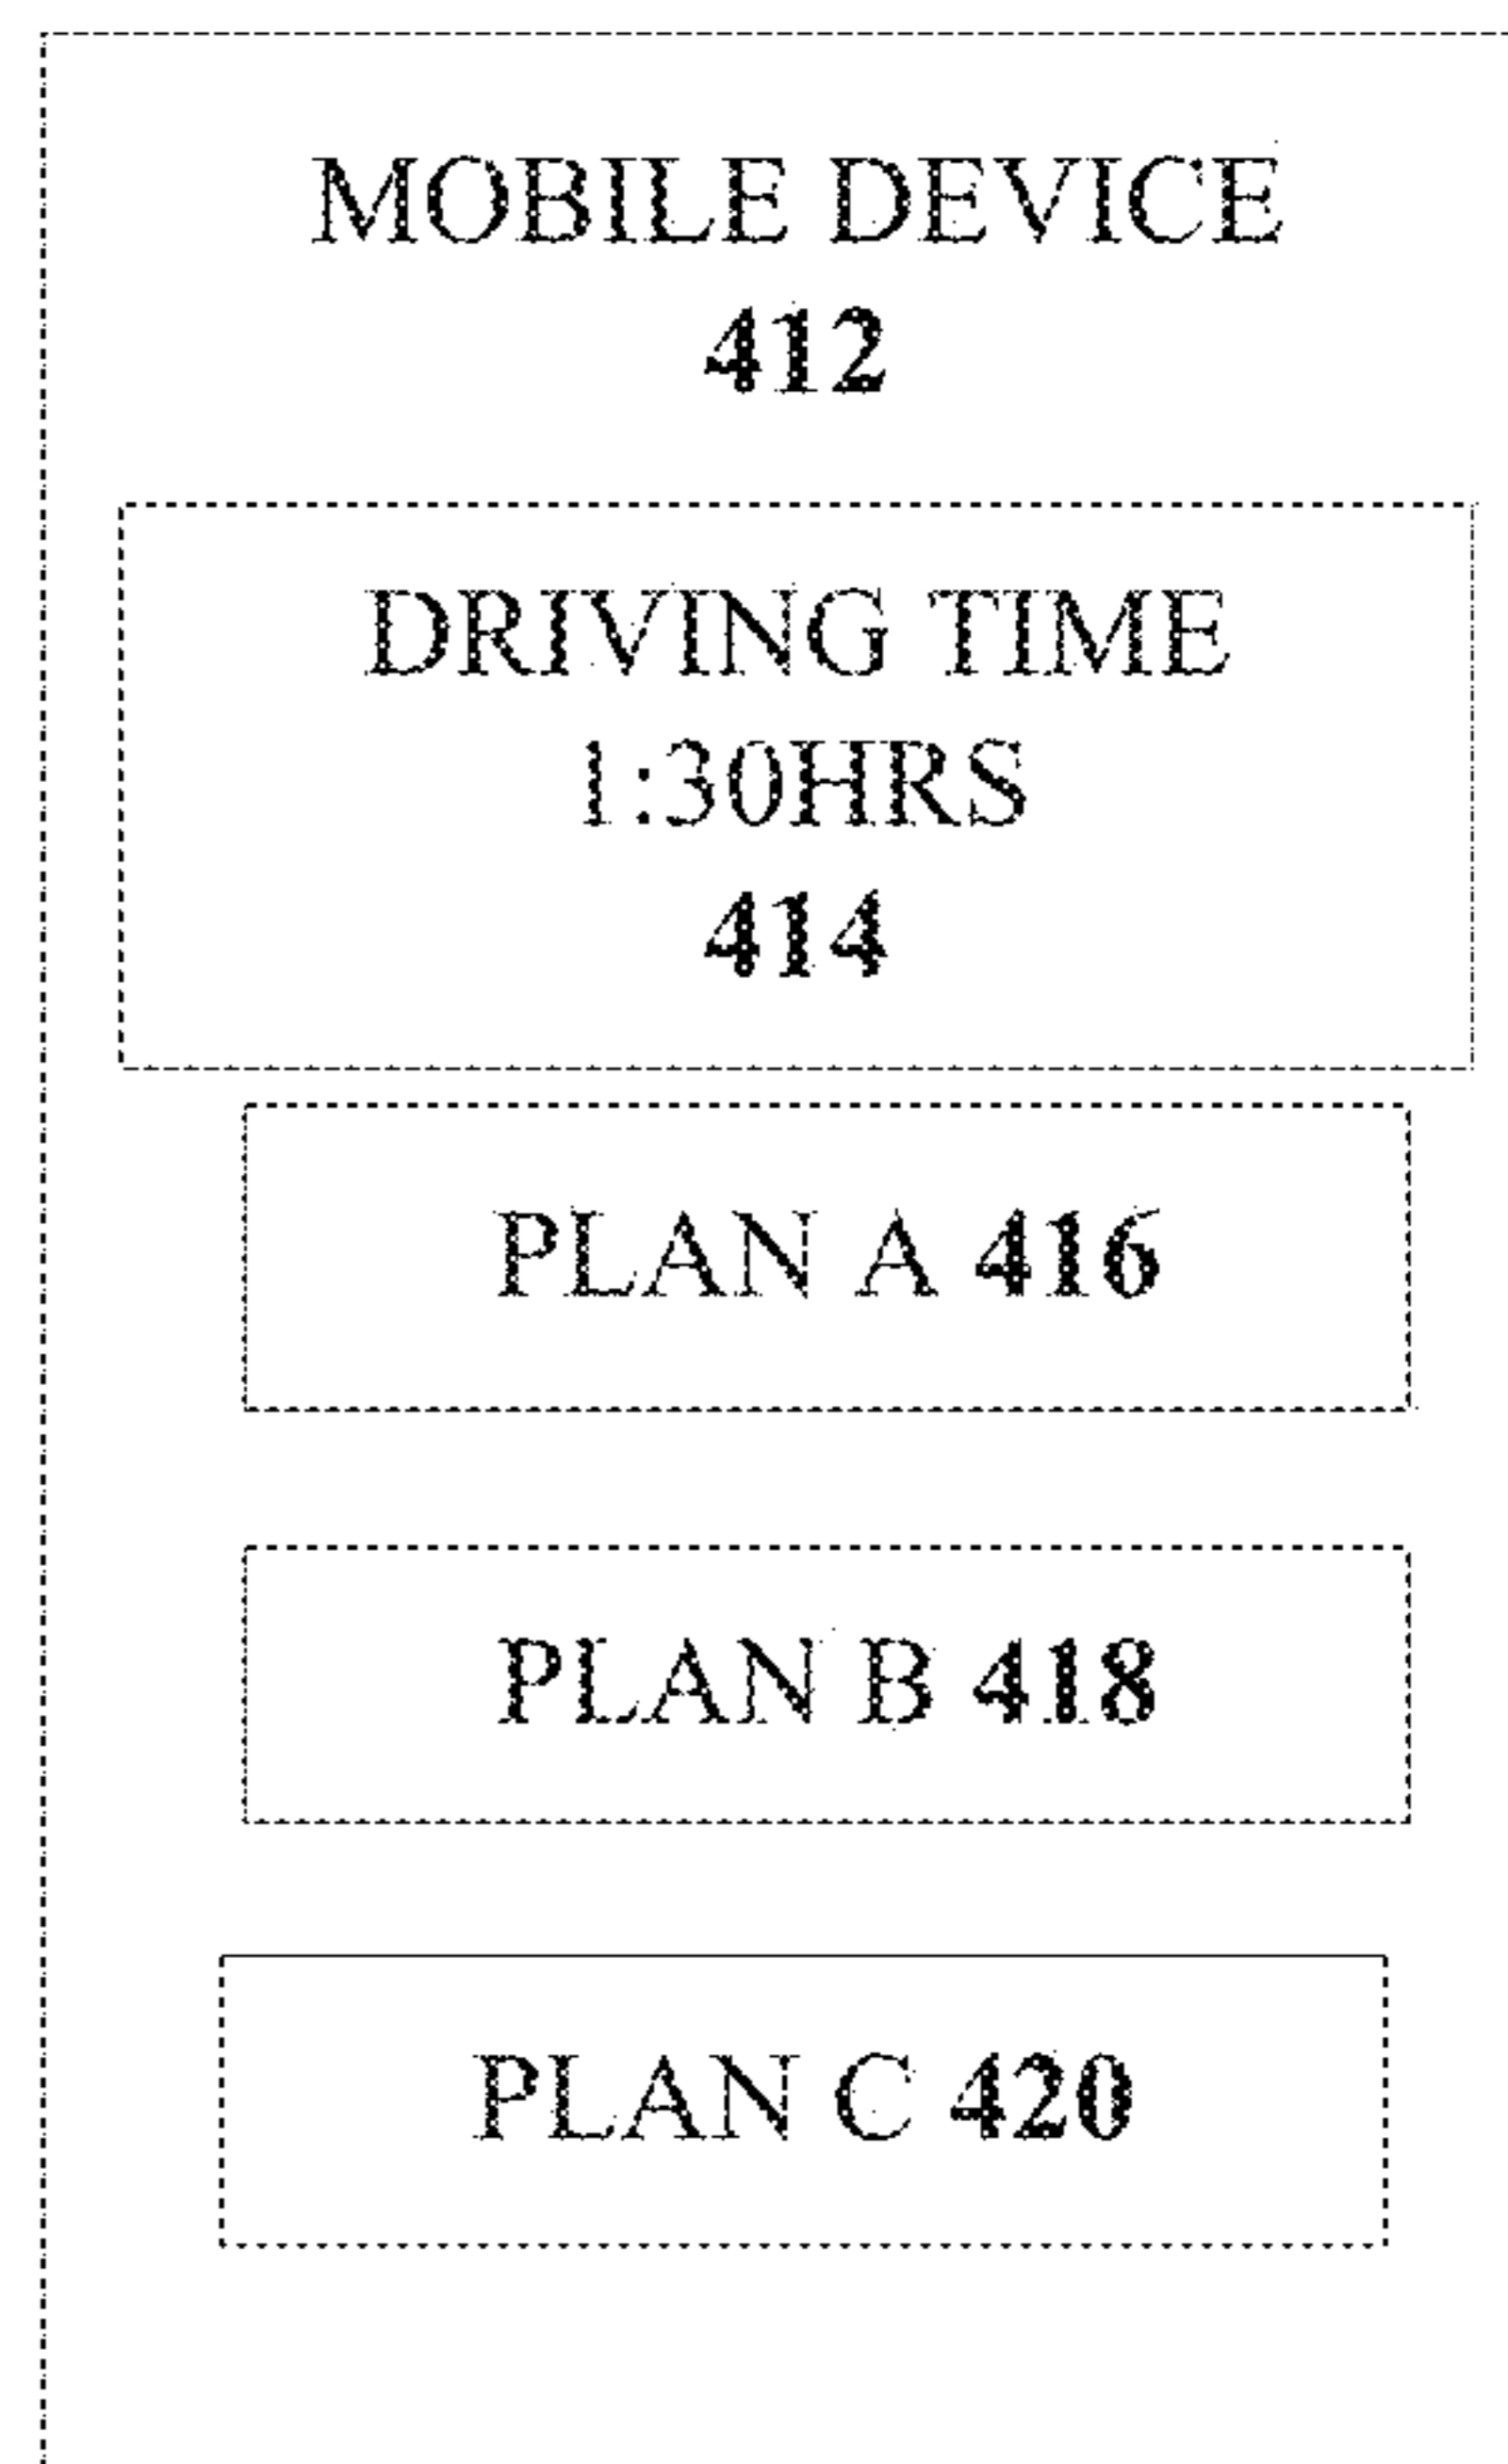 MOBILE DEVICE
412
DRIVING TIME
1:30HRS
414
PLAN A 416
PLAN B 418
PLAN C 420